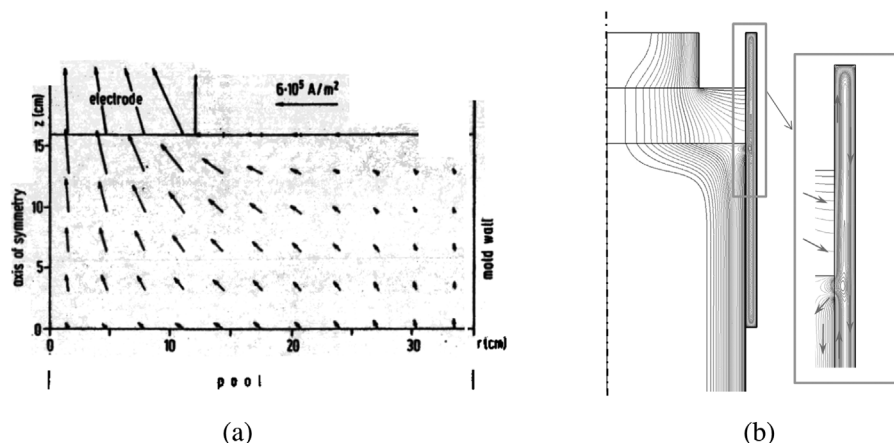 electrode
6·10⁵ A/m²
z (cm)
15
10
5
0
axis of symmetry
mold wall
0
10
20
30
r(cm)
pool
(a)
(b)